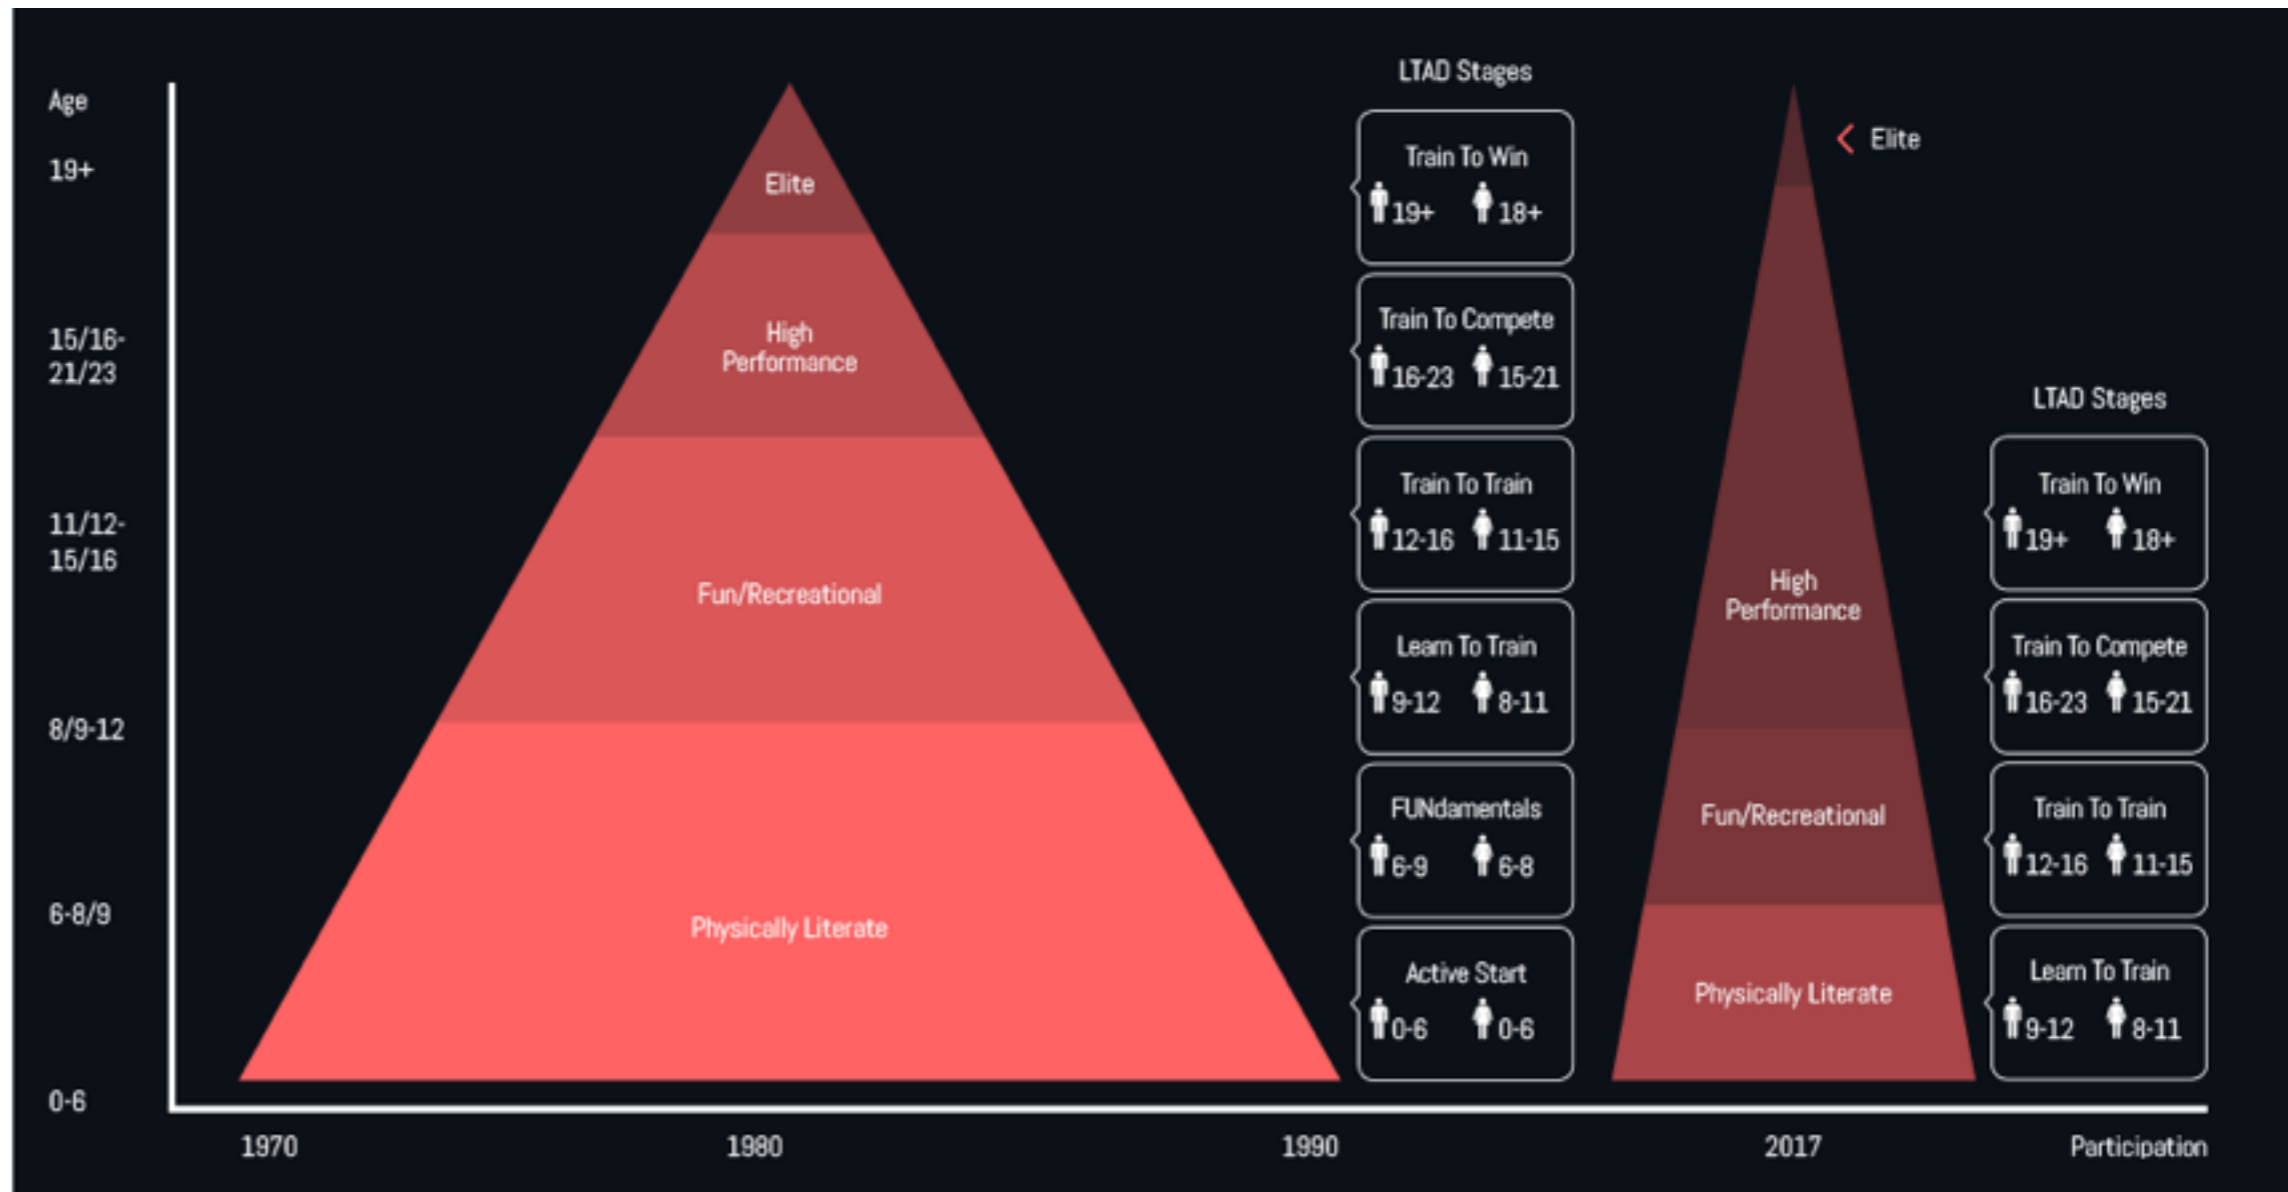 Age
19+
15/16-
21/23
11/12-
15/16
8/9-12
6-8/9
0-6
Elite
High
Performance
Fun/Recreational
Physically Literate
LTAD Stages
Train To Win
19+ 18+
Train To Compete
16-23 15-21
Train To Train
12-16 11-15
Learn To Train
9-12 8-11
FUNdamentals
6-9 6-8
Active Start
0-6 0-6
Elite
High
Performance
Fun/Recreational
Physically Literate
LTAD Stages
Train To Win
19+ 18+
Train To Compete
16-23 15-21
Train To Train
12-16 11-15
Learn To Train
9-12 8-11
1970 1980 1990 2017 Participation